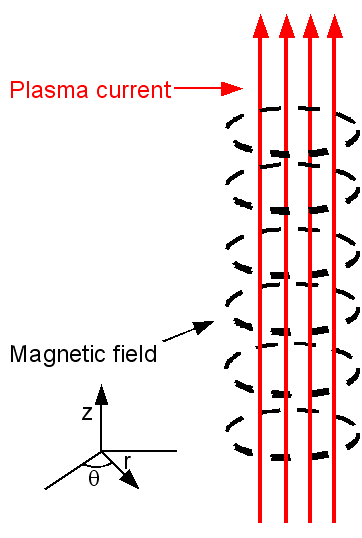 Plasma current
Magnetic field
z
r
θ